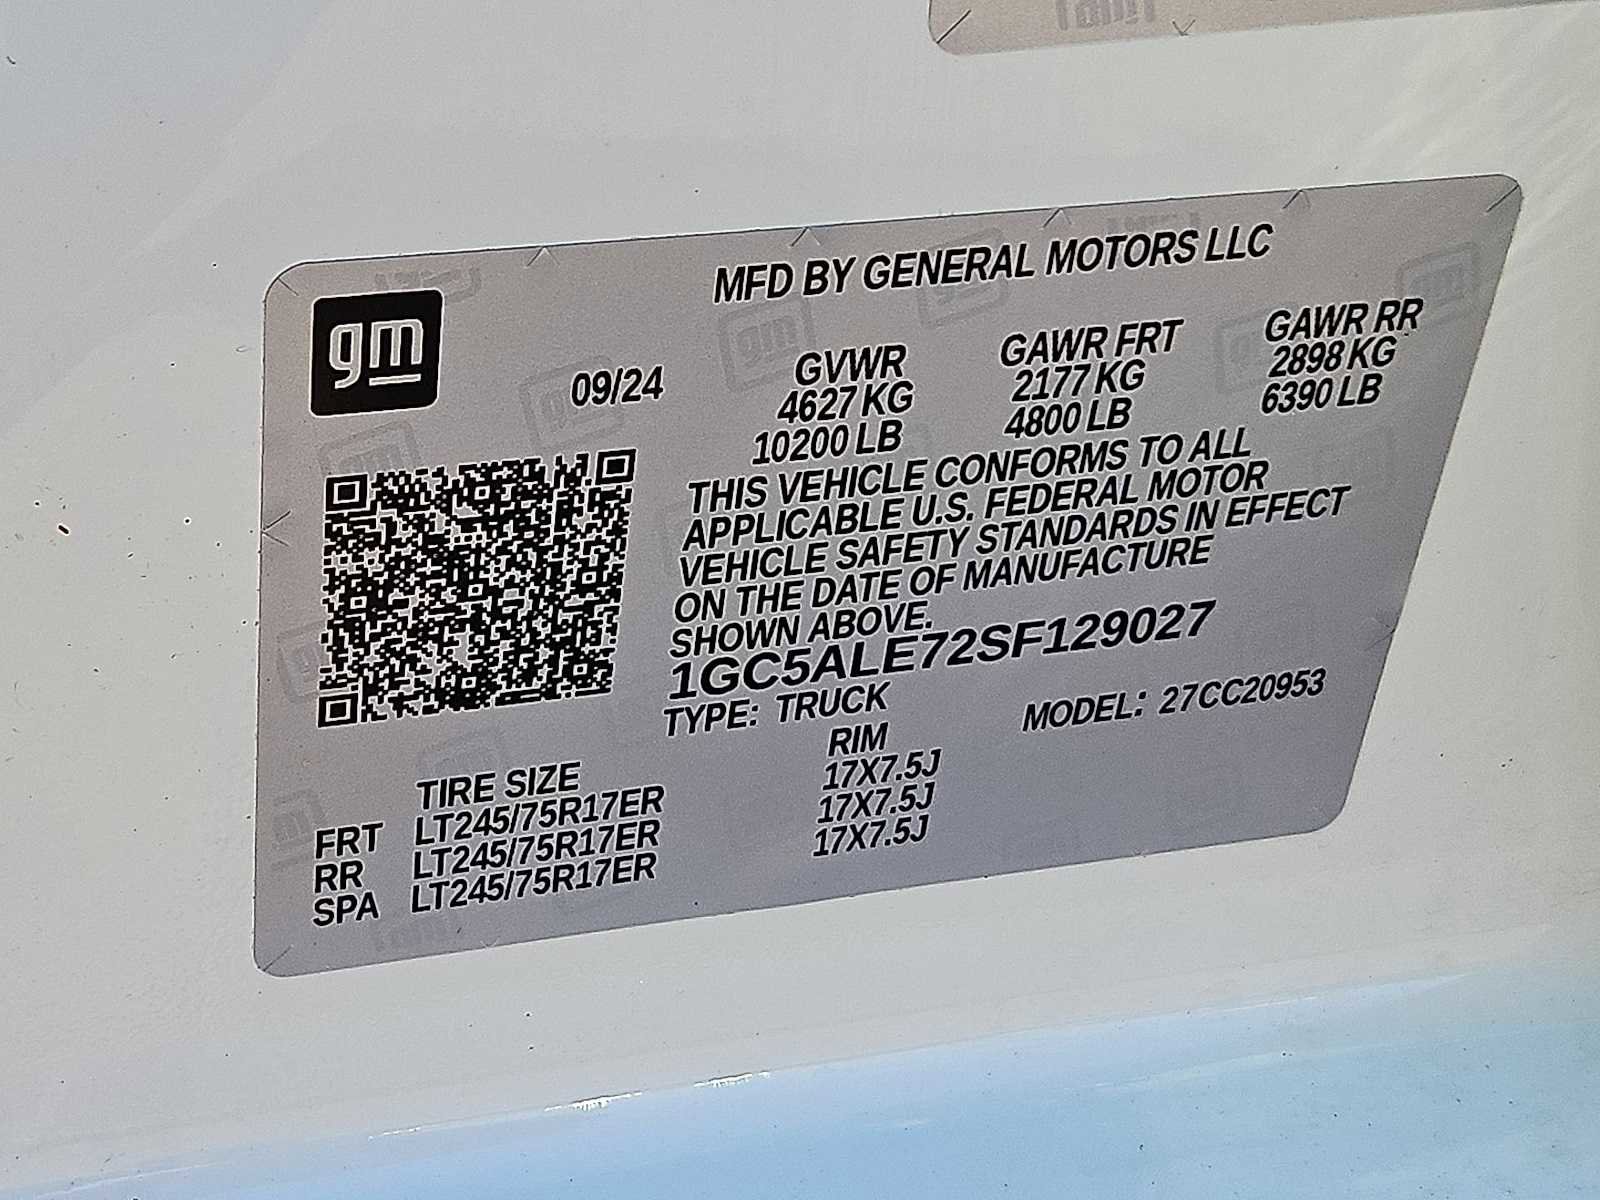 gm
MFD BY GENERAL MOTORS LLC
09/24
GVWR GAWR FRT GAWR RR
4627 KG 2177 KG 2898 KG
10200 LB 4800 LB 6390 LB
THIS VEHICLE CONFORMS TO ALL
APPLICABLE U.S. FEDERAL MOTOR
VEHICLE SAFETY STANDARDS IN EFFECT
ON THE DATE OF MANUFACTURE
SHOWN ABOVE.
1GC5ALE72SF129027
TYPE: TRUCK MODEL: 27CC20953
TIRE SIZE RIM
FRT LT245/75R17ER 17X7.5J
RR LT245/75R17ER 17X7.5J
SPA LT245/75R17ER 17X7.5J